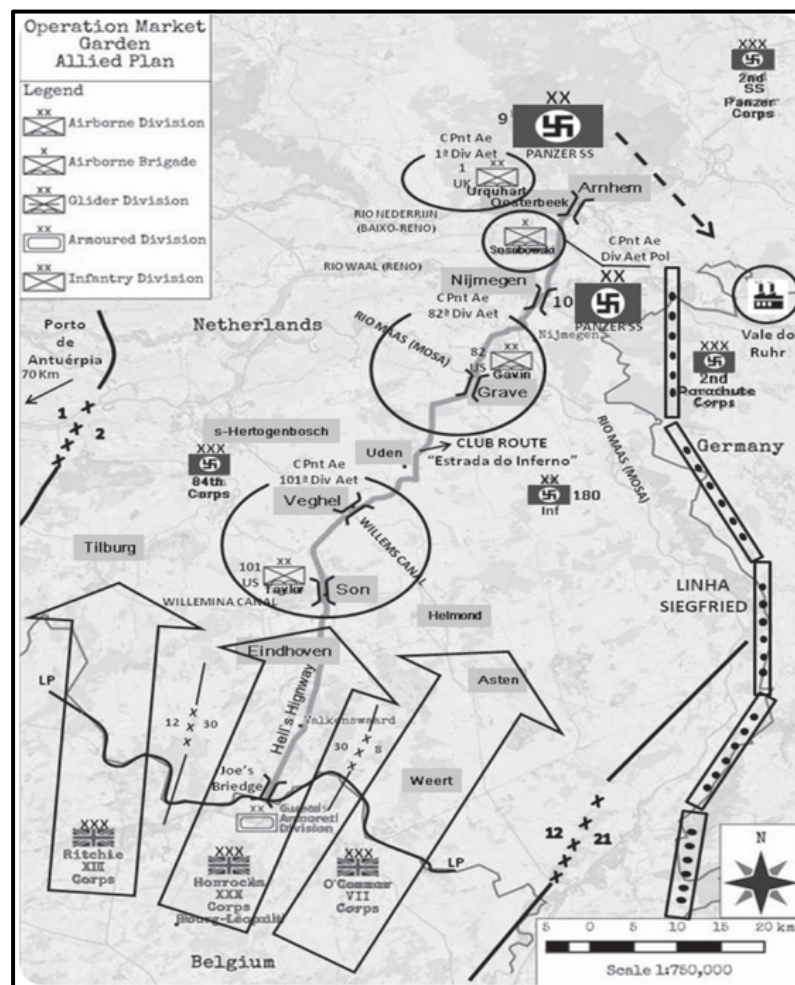 Operation Market
Garden
Allied Plan
Legend
XX
Airborne Division
X
Airborne Brigade
XX
Glider Division
XX
Armoured Division
XX
Infantry Division
XXX
2nd
SS
Panzer
Corps
XX
9
PANZER SS
CPnt Ae
1ª Div Aet
1
UK
XX
Urquhart
Oosterbeek
Arnhem
RIO NEDERRIJN
(BAIXO-RENO)
X
Sosabowski
CPnt Ae
Div Aet Pol
RIO WAAL (RENO)
Nijmegen
CPnt Ae
82ª Div Aet
XX
10
PANZER SS
Nijmegen
Vale do
Ruhr
Netherlands
RIO MAAS (MOSA)
Porto
de
Antuérpia
70 Km
82
US
XX
Gavin
Grave
XXX
2nd
Parachute
Corps
1 X 2
X
X
X
s-Hertogenbosch
XXX
84th
Corps
Uden
CLUB ROUTE
"Estrada do Inferno"
RIO MAAS (MOSA)
Germany
CPnt Ae
101ª Div Aet
Veghel
WILLEMS CANAL
XX
180
Inf
Tilburg
101
US
XX
Taylor
Son
WILLEMINA CANAL
Helmond
LINHA
SIEGFRIED
Eindhoven
Asten
LP
12 X 30
X
X
Hell's Highway
Valkenswaard
30 X 8
X
X
Joe's
Briedge
Weert
XX
Guards
Armored
Division
12 X 21
X
X
X
X
XXX
Ritchie
XIII
Corps
XXX
Horrocks
XXX
Corps
Bourg-Leopold
XXX
O'Connor
VII
Corps
LP
N
Belgium
5 0 5 10 15 20 km
Scale 1:750,000